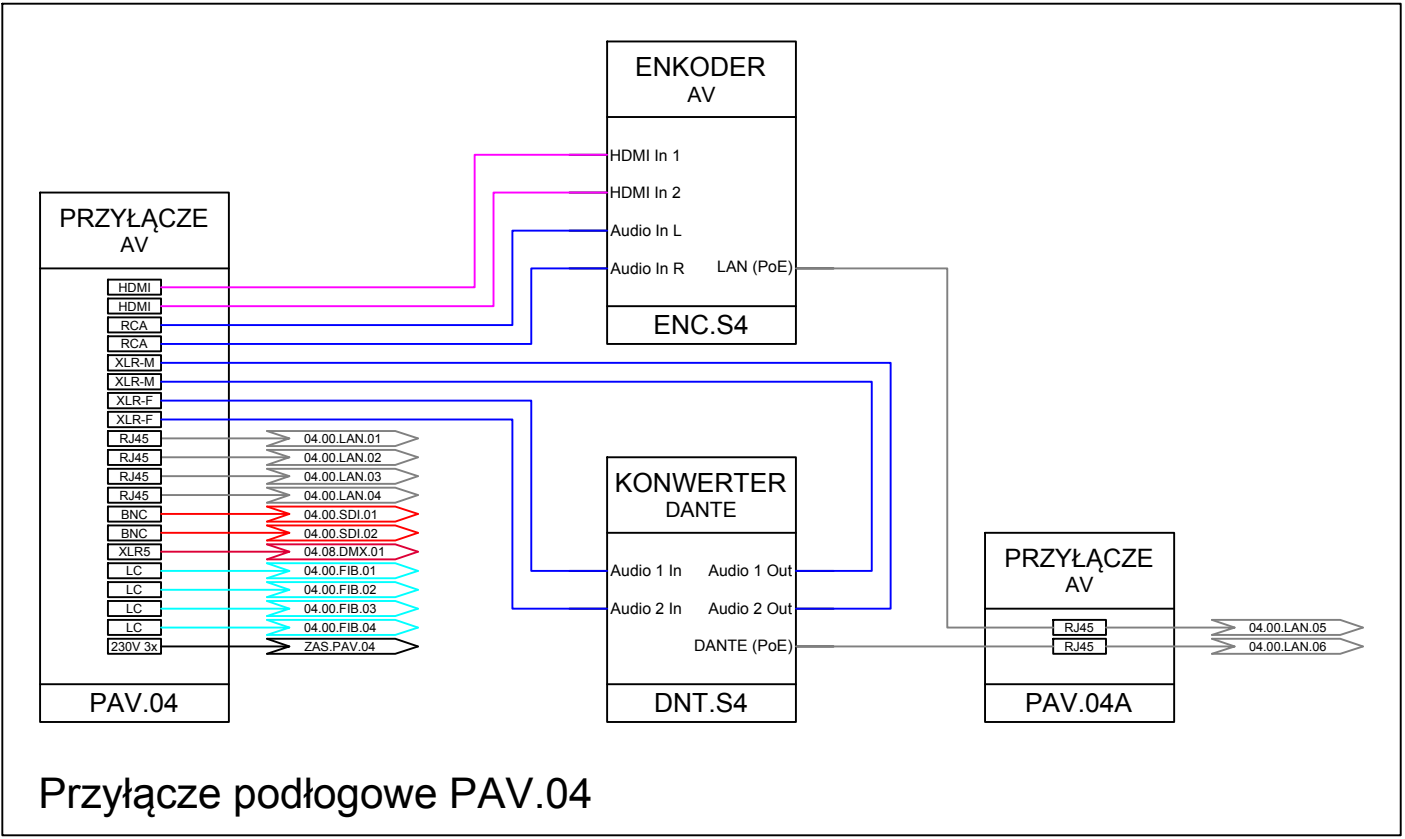 ENKODER
AV
HDMI In 1
HDMI In 2
Audio In L
Audio In R
LAN (PoE)
ENC.S4
PRZYŁĄCZE
AV
HDMI
HDMI
RCA
RCA
XLR-M
XLR-M
XLR-F
XLR-F
RJ45 04.00.LAN.01
RJ45 04.00.LAN.02
RJ45 04.00.LAN.03
RJ45 04.00.LAN.04
BNC 04.00.SDI.01
BNC 04.00.SDI.02
XLR5 04.08.DMX.01
LC 04.00.FIB.01
LC 04.00.FIB.02
LC 04.00.FIB.03
LC 04.00.FIB.04
230V 3x ZAS.PAV.04
PAV.04
KONWERTER
DANTE
Audio 1 In Audio 1 Out
Audio 2 In Audio 2 Out
DANTE (PoE)
DNT.S4
PRZYŁĄCZE
AV
RJ45 04.00.LAN.05
RJ45 04.00.LAN.06
PAV.04A
Przyłącze podłogowe PAV.04